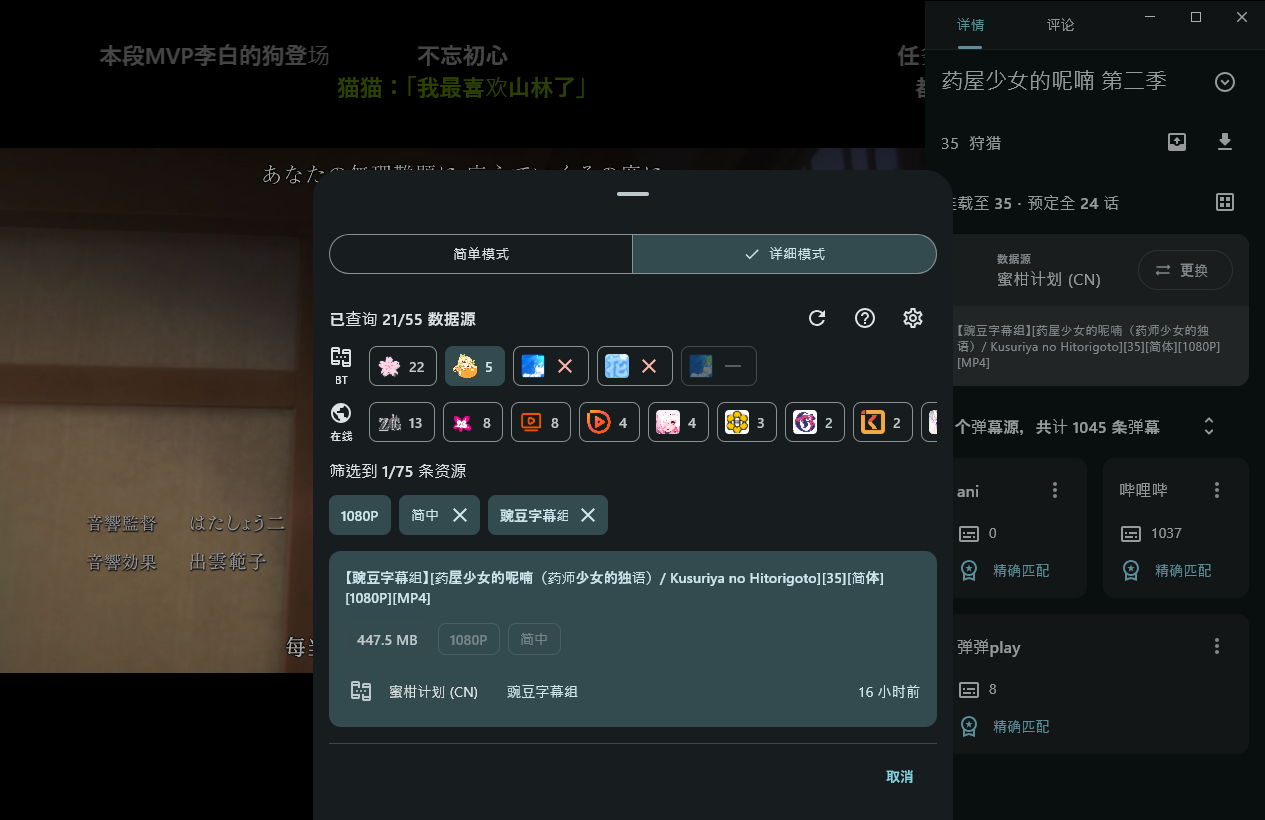 本段MVP李白的狗登场
不忘初心
猫猫：「我最喜欢山林了」
音響監督 はたしょう二
音響効果 出雲範子
每
简单模式
详细模式
已查询 21/55 数据源
BT
22
5
在线
13
8
8
4
4
3
2
2
筛选到 1/75 条资源
1080P
简中
豌豆字幕组
【豌豆字幕组】[药屋少女的呢喃（药师少女的独语）/ Kusuriya no Hitorigoto][35][简体]
[1080P][MP4]
447.5 MB
1080P
简中
蜜柑计划 (CN)
豌豆字幕组
16 小时前
取消
详情
评论
药屋少女的呢喃 第二季
35 狩猎
载至 35 · 预定全 24 话
数据源
蜜柑计划 (CN)
更换
【豌豆字幕组】[药屋少女的呢喃（药师少女的独
语）/ Kusuriya no Hitorigoto][35][简体][1080P]
[MP4]
个弹幕源，共计 1045 条弹幕
ani
0
精确匹配
哔哩哔
1037
精确匹配
弹弹play
8
精确匹配